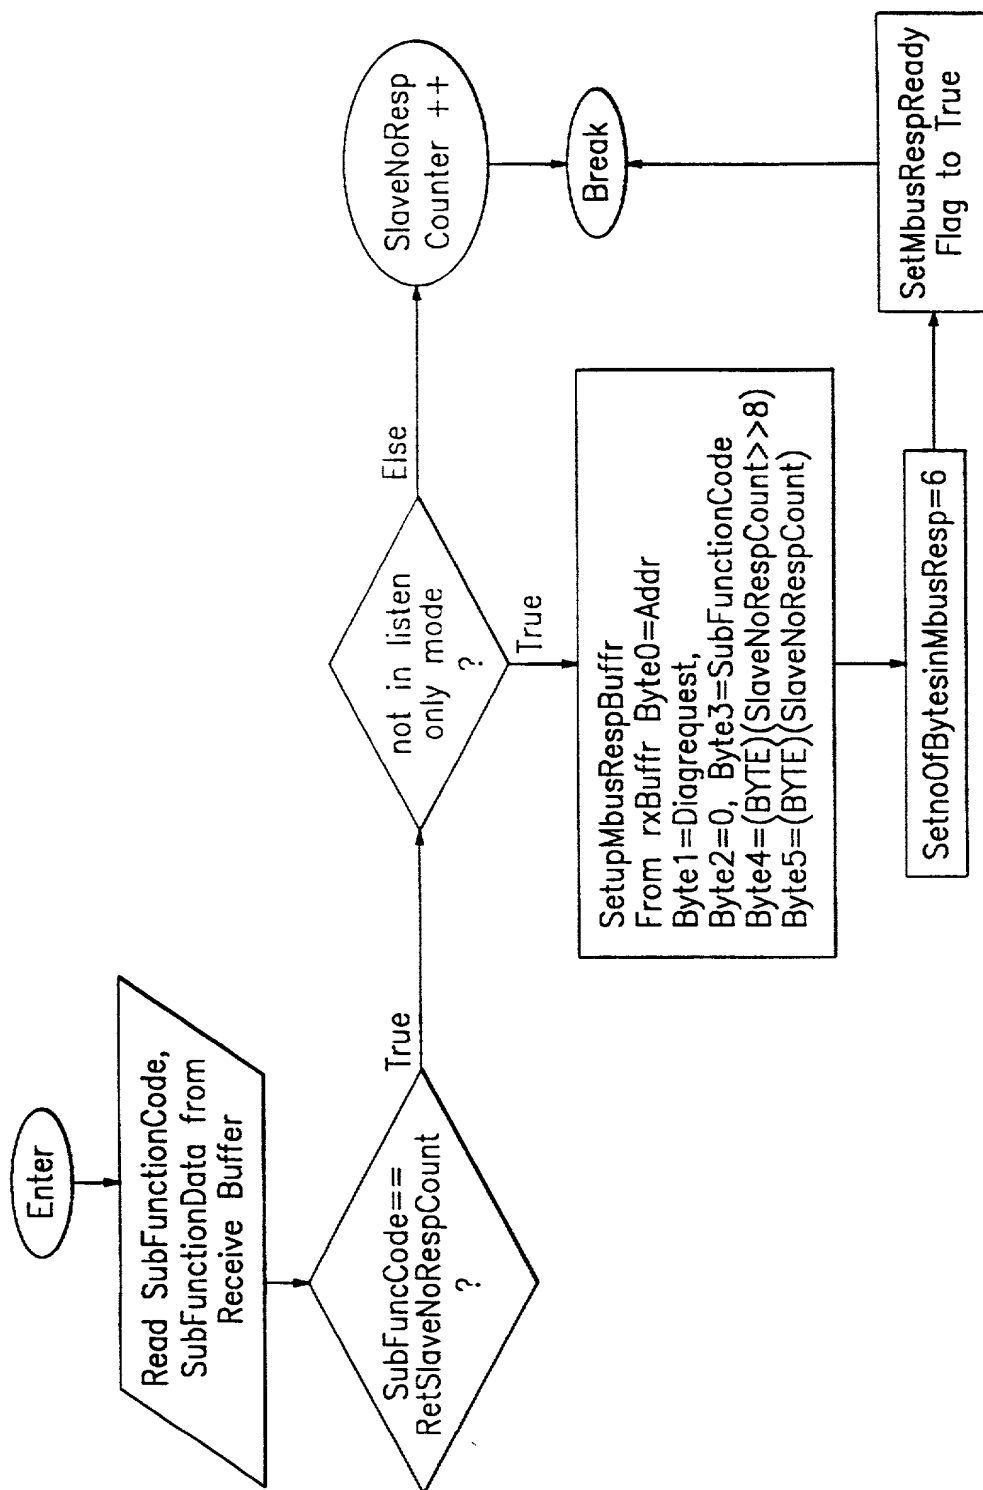 Enter
Read SubFunctionCode,
SubFunctionData from
Receive Buffer
SubFuncCode==
RetSlaveNoRespCount
?
True
not in listen
only mode
?
Else
SlaveNoResp
Counter ++
Break
True
SetupMbusRespBuffr
From rxBuffr Byte0=Addr
Byte1=Diagrequest,
Byte2=0, Byte3=SubFunctionCode
Byte4=(BYTE)(SlaveNoRespCount>>8)
Byte5=(BYTE)(SlaveNoRespCount)
SetnoOfBytesinMbusResp=6
SetMbusRespReady
Flag to True